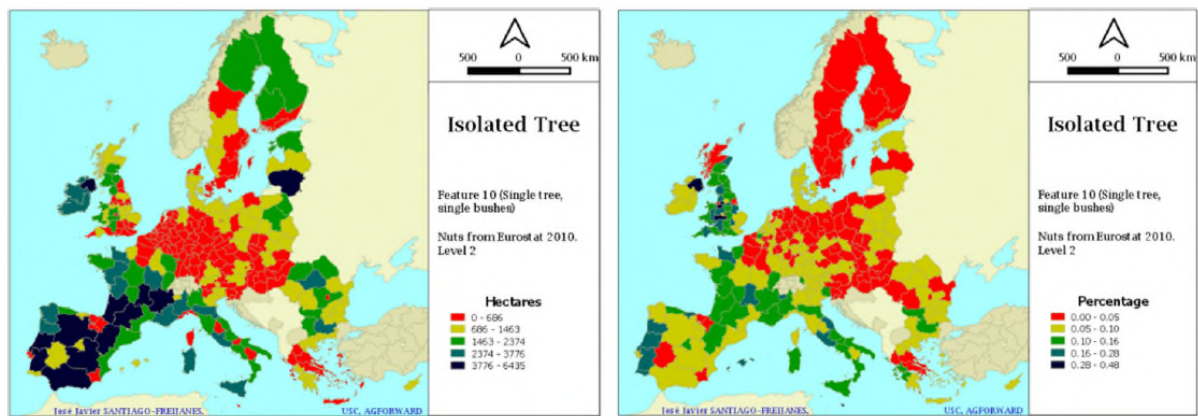 500 0 500 km
Isolated Tree
Feature 10 (Single tree,
single bushes)
Nuts from Eurostat 2010.
Level 2
Hectares
0 - 686
686 - 1463
1463 - 2374
2374 - 3776
3776 - 6435
José Javier SANTIAGO-FREIJANES, USC, AGFORWARD
500 0 500 km
Isolated Tree
Feature 10 (Single tree,
single bushes)
Nuts from Eurostat 2010.
Level 2
Percentage
0.00 - 0.05
0.05 - 0.10
0.10 - 0.16
0.16 - 0.28
0.28 - 0.48
José Javier SANTIAGO-FREIJANES, USC, AGFORWARD